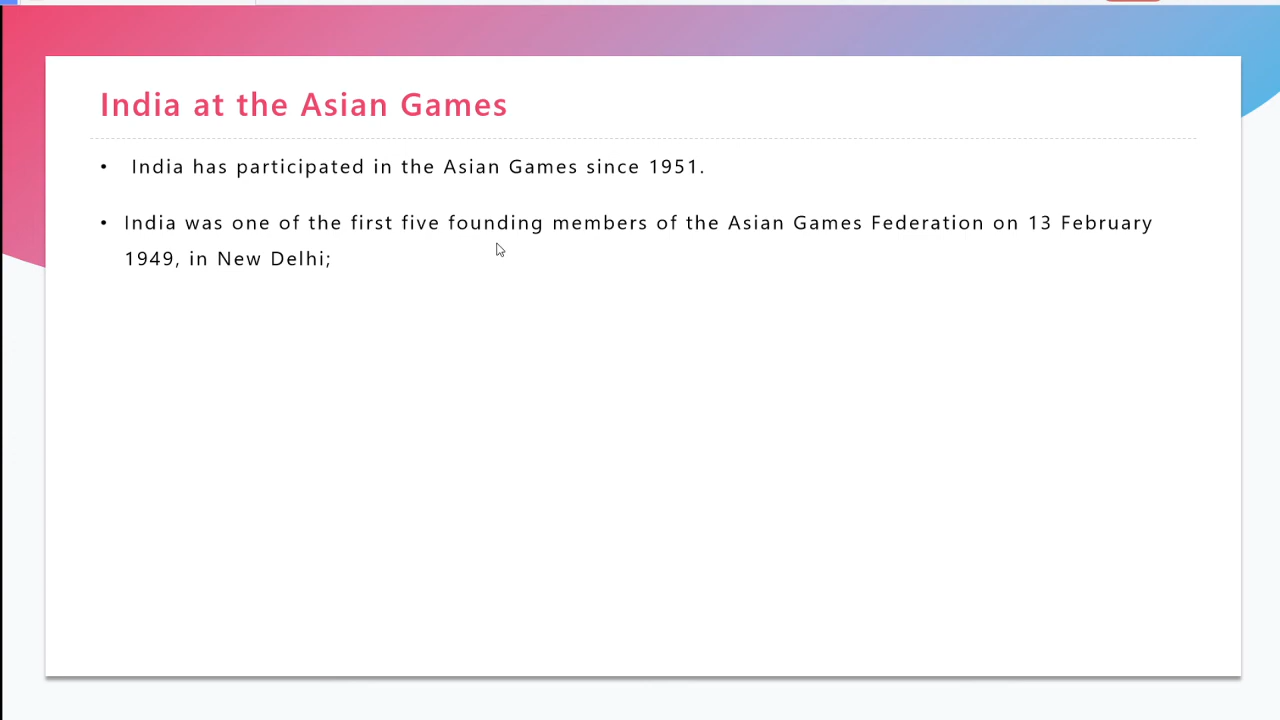 India at the Asian Games
• India has participated in the Asian Games since 1951.
• India was one of the first five founding members of the Asian Games Federation on 13 February
1949, in New Delhi;